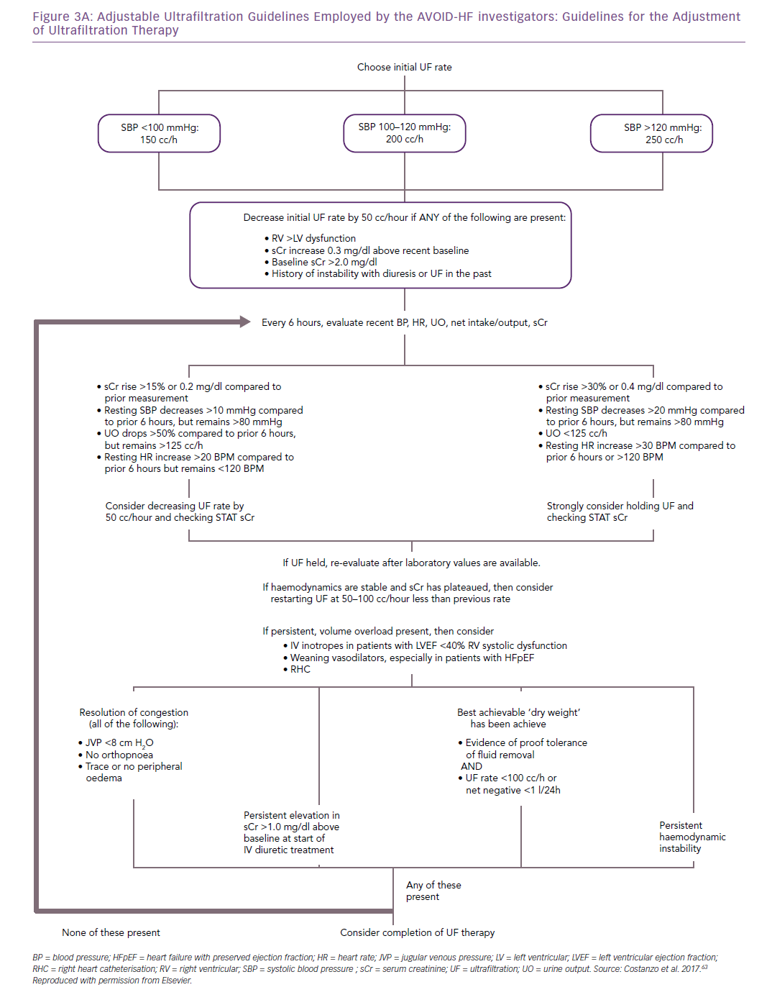 Figure 3A: Adjustable Ultrafiltration Guidelines Employed by the AVOID-HF investigators: Guidelines for the Adjustment
of Ultrafiltration Therapy
Choose initial UF rate
SBP <100 mmHg:
150 cc/h
SBP 100–120 mmHg:
200 cc/h
SBP >120 mmHg:
250 cc/h
Decrease initial UF rate by 50 cc/hour if ANY of the following are present:
• RV >LV dysfunction
• sCr increase 0.3 mg/dl above recent baseline
• Baseline sCr >2.0 mg/dl
• History of instability with diuresis or UF in the past
Every 6 hours, evaluate recent BP, HR, UO, net intake/output, sCr
• sCr rise >15% or 0.2 mg/dl compared to
prior measurement
• Resting SBP decreases >10 mmHg compared
to prior 6 hours, but remains >80 mmHg
• UO drops >50% compared to prior 6 hours,
but remains >125 cc/h
• Resting HR increase >20 BPM compared to
prior 6 hours but remains <120 BPM
• sCr rise >30% or 0.4 mg/dl compared to
prior measurement
• Resting SBP decreases >20 mmHg compared
to prior 6 hours, but remains >80 mmHg
• UO <125 cc/h
• Resting HR increase >30 BPM compared to
prior 6 hours or >120 BPM
Consider decreasing UF rate by
50 cc/hour and checking STAT sCr
Strongly consider holding UF and
checking STAT sCr
If UF held, re-evaluate after laboratory values are available.
If haemodynamics are stable and sCr has plateaued, then consider
restarting UF at 50–100 cc/hour less than previous rate
If persistent, volume overload present, then consider
• IV inotropes in patients with LVEF <40% RV systolic dysfunction
• Weaning vasodilators, especially in patients with HFpEF
• RHC
Resolution of congestion
(all of the following):
• JVP <8 cm H₂O
• No orthopnoea
• Trace or no peripheral
oedema
Persistent elevation in
sCr >1.0 mg/dl above
baseline at start of
IV diuretic treatment
Best achievable ‘dry weight’
has been achieve
• Evidence of proof tolerance
of fluid removal
AND
• UF rate <100 cc/h or
net negative <1 l/24h
Persistent
haemodynamic
instability
Any of these
present
None of these present
Consider completion of UF therapy
BP = blood pressure; HFpEF = heart failure with preserved ejection fraction; HR = heart rate; JVP = jugular venous pressure; LV = left ventricular; LVEF = left ventricular ejection fraction;
RHC = right heart catheterisation; RV = right ventricular; SBP = systolic blood pressure ; sCr = serum creatinine; UF = ultrafiltration; UO = urine output. Source: Costanzo et al. 2017.⁶³
Reproduced with permission from Elsevier.